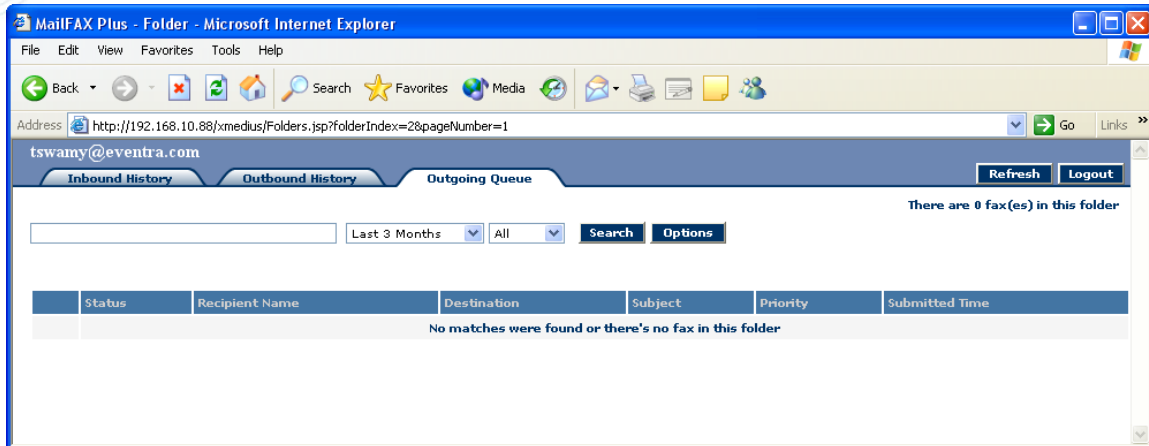 MailFAX Plus - Folder - Microsoft Internet Explorer
File Edit View Favorites Tools Help
Back Search Favorites Media
Address http://192.168.10.88/xmedius/Folders.jsp?folderIndex=2&pageNumber=1 Go Links »
tswamy@eventra.com
Inbound History Outbound History Outgoing Queue Refresh Logout
There are 0 fax(es) in this folder
Last 3 Months All Search Options
Status Recipient Name Destination Subject Priority Submitted Time
No matches were found or there's no fax in this folder